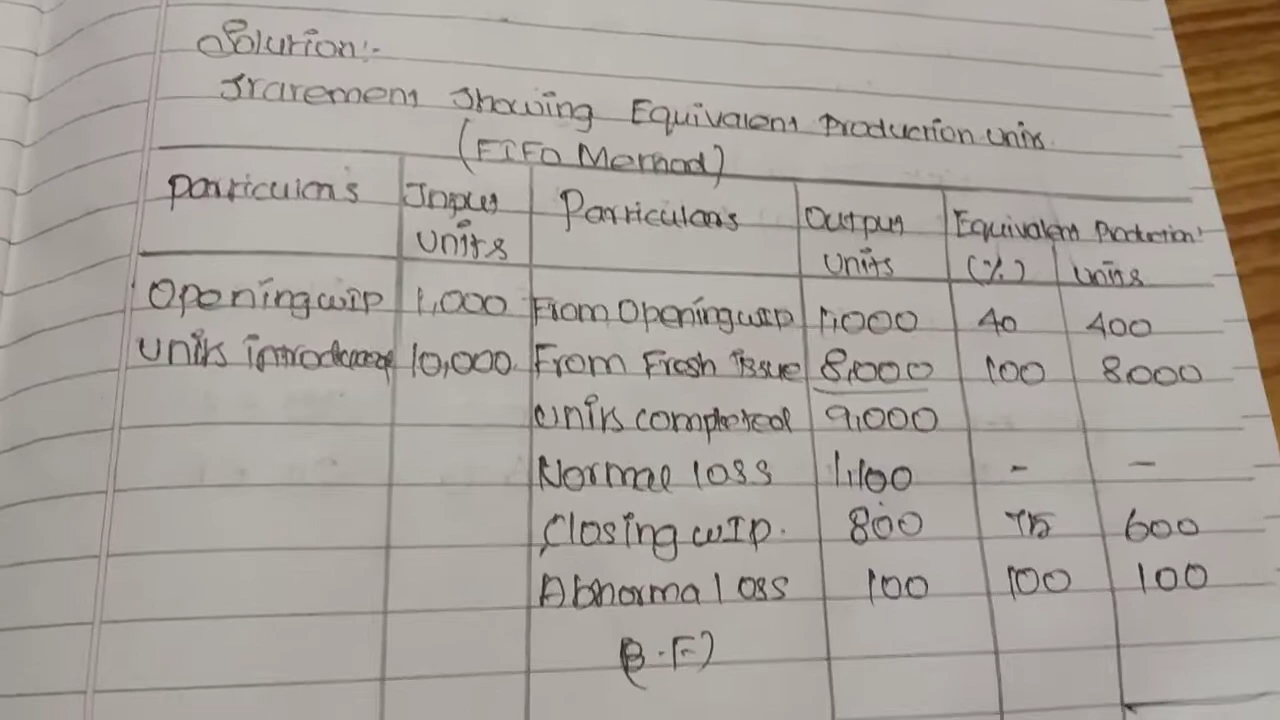 Solution:-
Statement Showing Equivalent Production units
(FIFO Method)
Particulars Input units Particulars Output units Equivalent Production
(%) units
Opening WIP 1,000 From Opening WIP 1,000 40 400
Units introduced 10,000 From Fresh Issue 8,000 100 8000
Units completed 9,000
Normal loss 1,100 - -
Closing WIP. 800 75 600
Abnormal loss 100 100 100
(B.F)